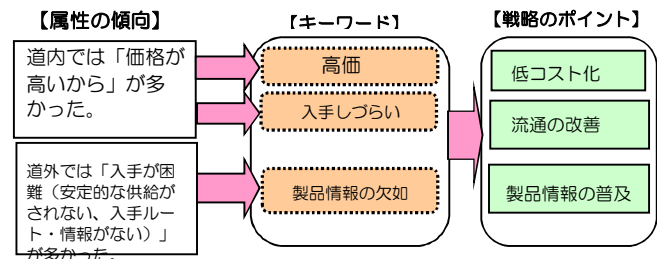 【属性の傾向】
【キーワード】
【戦略のポイント】
道内では「価格が
高いから」が多
かった。
高価
入手しづらい
低コスト化
流通の改善
道外では「入手が困
難（安定的な供給が
されない、入手ルー
ト・情報がない）」
が多かった。
製品情報の欠如
製品情報の普及